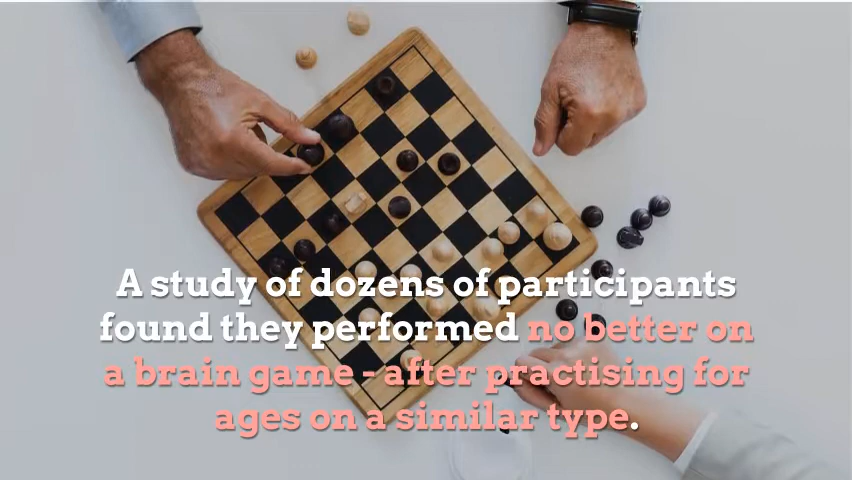 A study of dozens of participants
found they performed no better on
a brain game - after practising for
ages on a similar type.